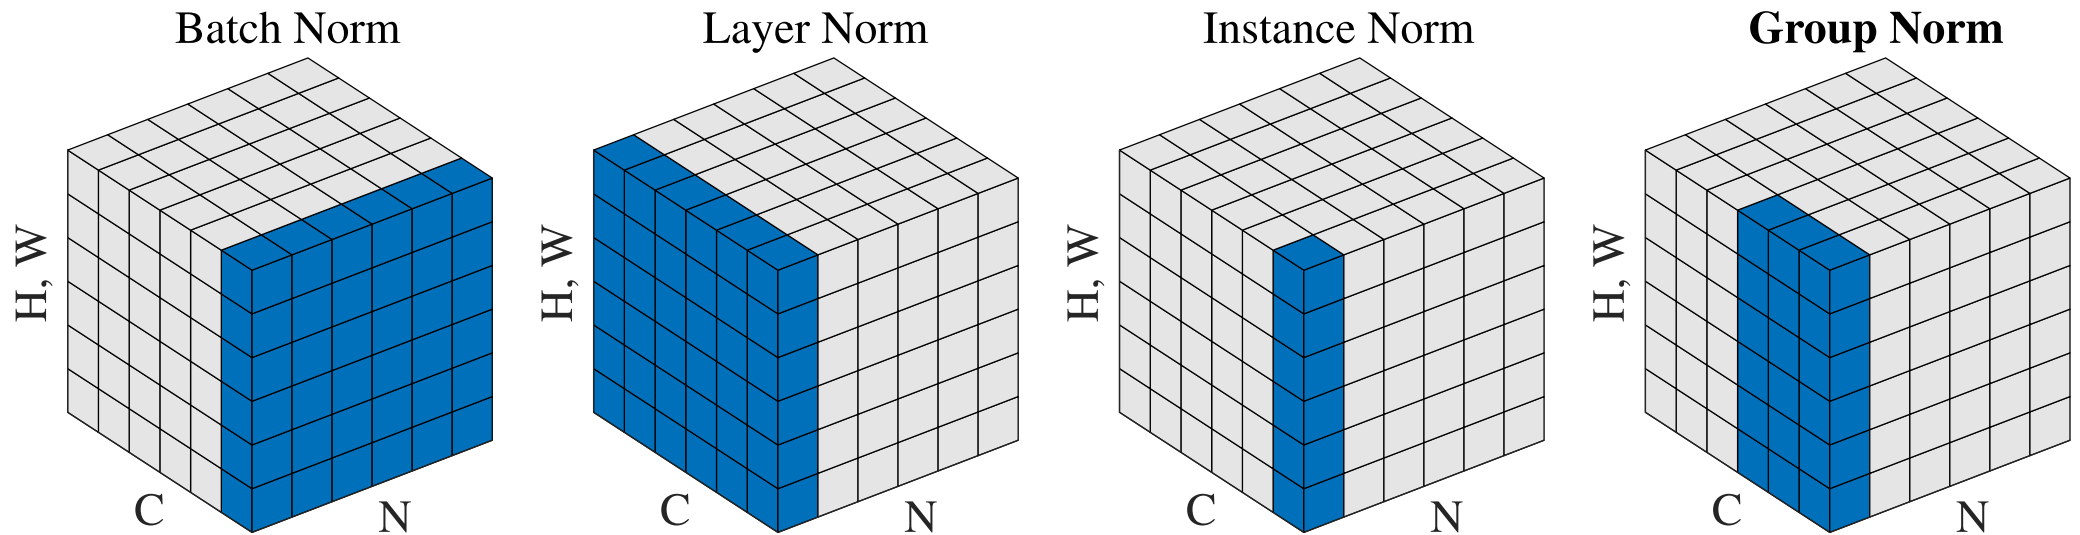 Batch Norm
Layer Norm
Instance Norm
Group Norm
H, W
C
N
H, W
C
N
H, W
C
N
H, W
C
N